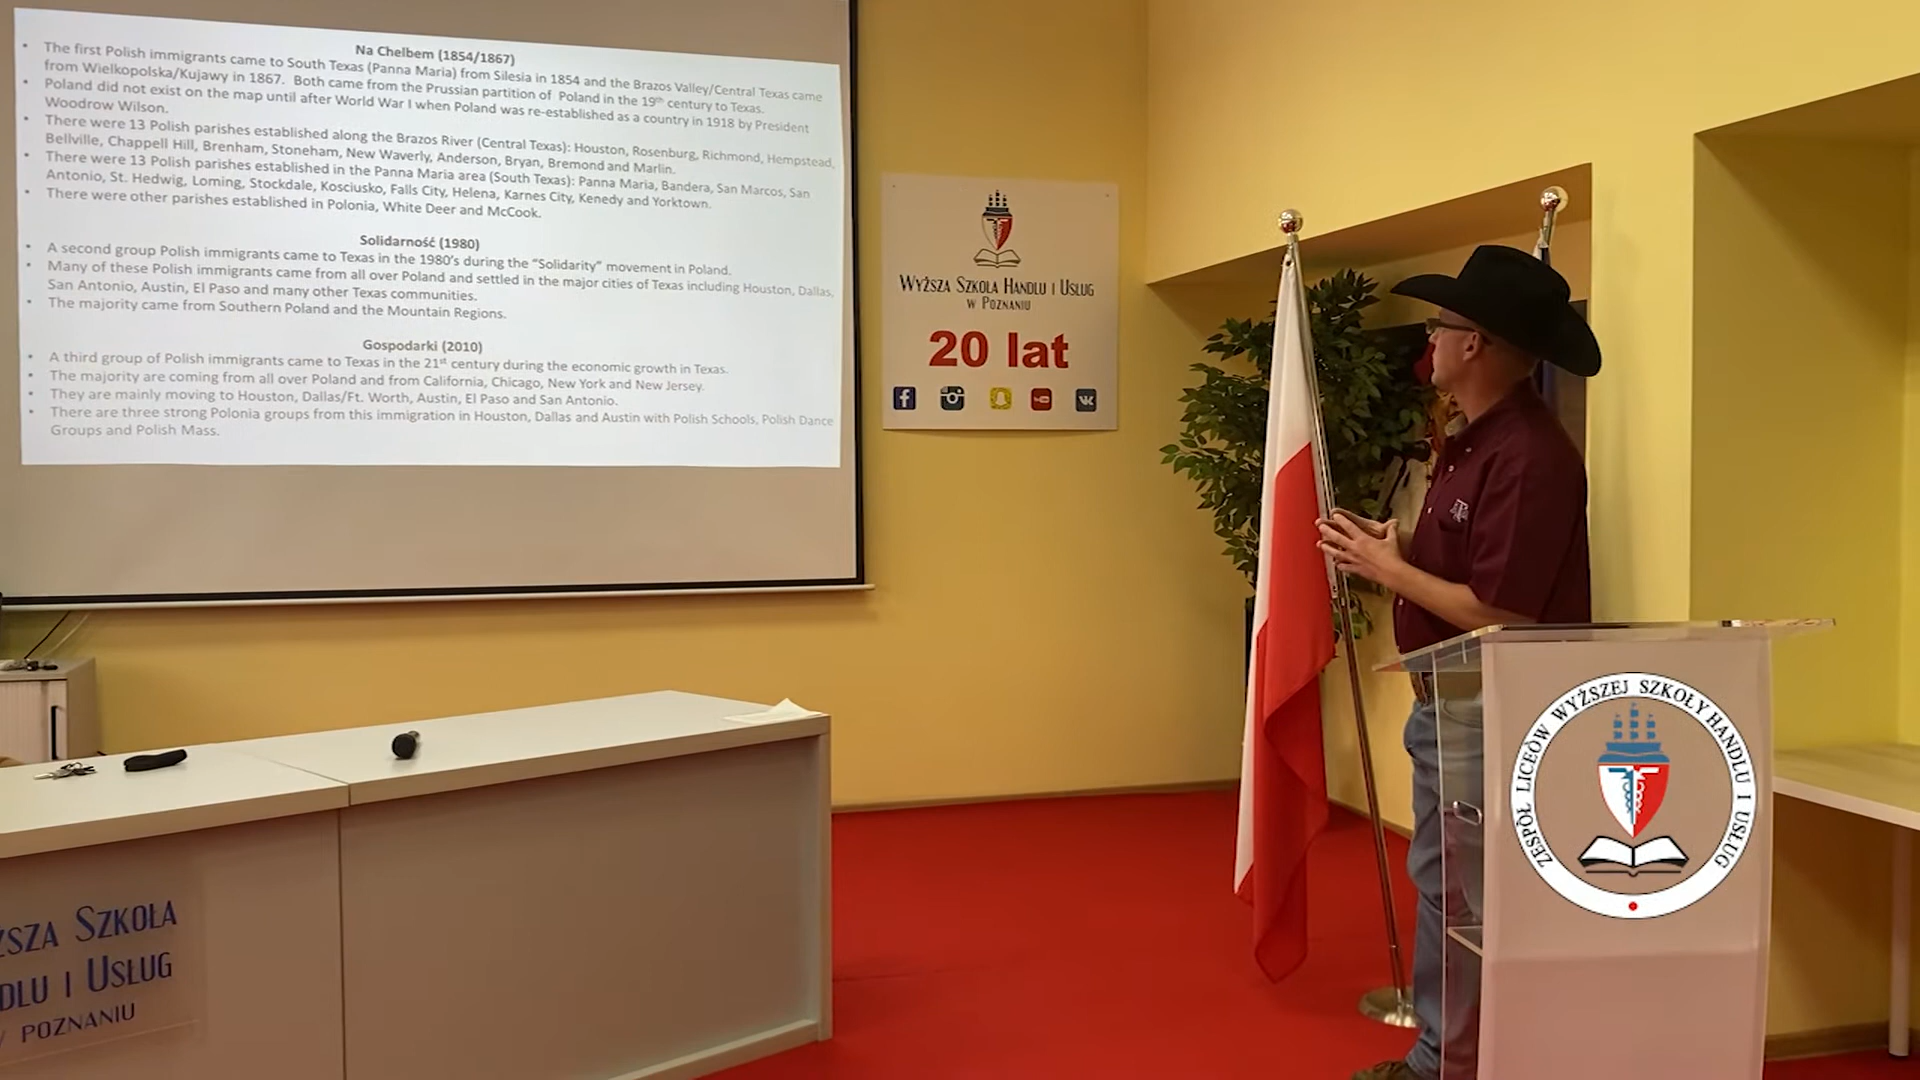 Na Chelbem (1854/1867)
• The first Polish immigrants came to South Texas (Panna Maria) from Silesia in 1854 and the Brazos Valley/Central Texas came
from Wielkopolska/Kujawy in 1867. Both came from the Prussian partition of Poland in the 19th century to Texas.
• Poland did not exist on the map until after World War I when Poland was re-established as a country in 1918 by President
Woodrow Wilson.
• There were 13 Polish parishes established along the Brazos River (Central Texas): Houston, Rosenburg, Richmond, Hempstead,
Bellville, Chappell Hill, Brenham, Stoneham, New Waverly, Anderson, Bryan, Bremond and Marlin.
• There were 13 Polish parishes established in the Panna Maria area (South Texas): Panna Maria, Bandera, San Marcos, San
Antonio, St. Hedwig, Loming, Stockdale, Kosciusko, Falls City, Helena, Karnes City, Kenedy and Yorktown.
• There were other parishes established in Polonia, White Deer and McCook.
Solidarność (1980)
• A second group Polish immigrants came to Texas in the 1980's during the "Solidarity" movement in Poland.
• Many of these Polish immigrants came from all over Poland and settled in the major cities of Texas including Houston, Dallas,
San Antonio, Austin, El Paso and many other Texas communities.
• The majority came from Southern Poland and the Mountain Regions.
Gospodarki (2010)
• A third group of Polish immigrants came to Texas in the 21st century during the economic growth in Texas.
• The majority are coming from all over Poland and from California, Chicago, New York and New Jersey.
• They are mainly moving to Houston, Dallas/Ft. Worth, Austin, El Paso and San Antonio.
• There are three strong Polonia groups from this immigration in Houston, Dallas and Austin with Polish Schools, Polish Dance
Groups and Polish Mass.
WYŻSZA SZKOŁA HANDLU I USŁUG
W POZNANIU
20 lat
ZESPÓŁ LICEÓW WYŻSZEJ SZKOŁY HANDLU I USŁUG
ŻSZA SZKOŁA
DLU I USŁUG
POZNANIU